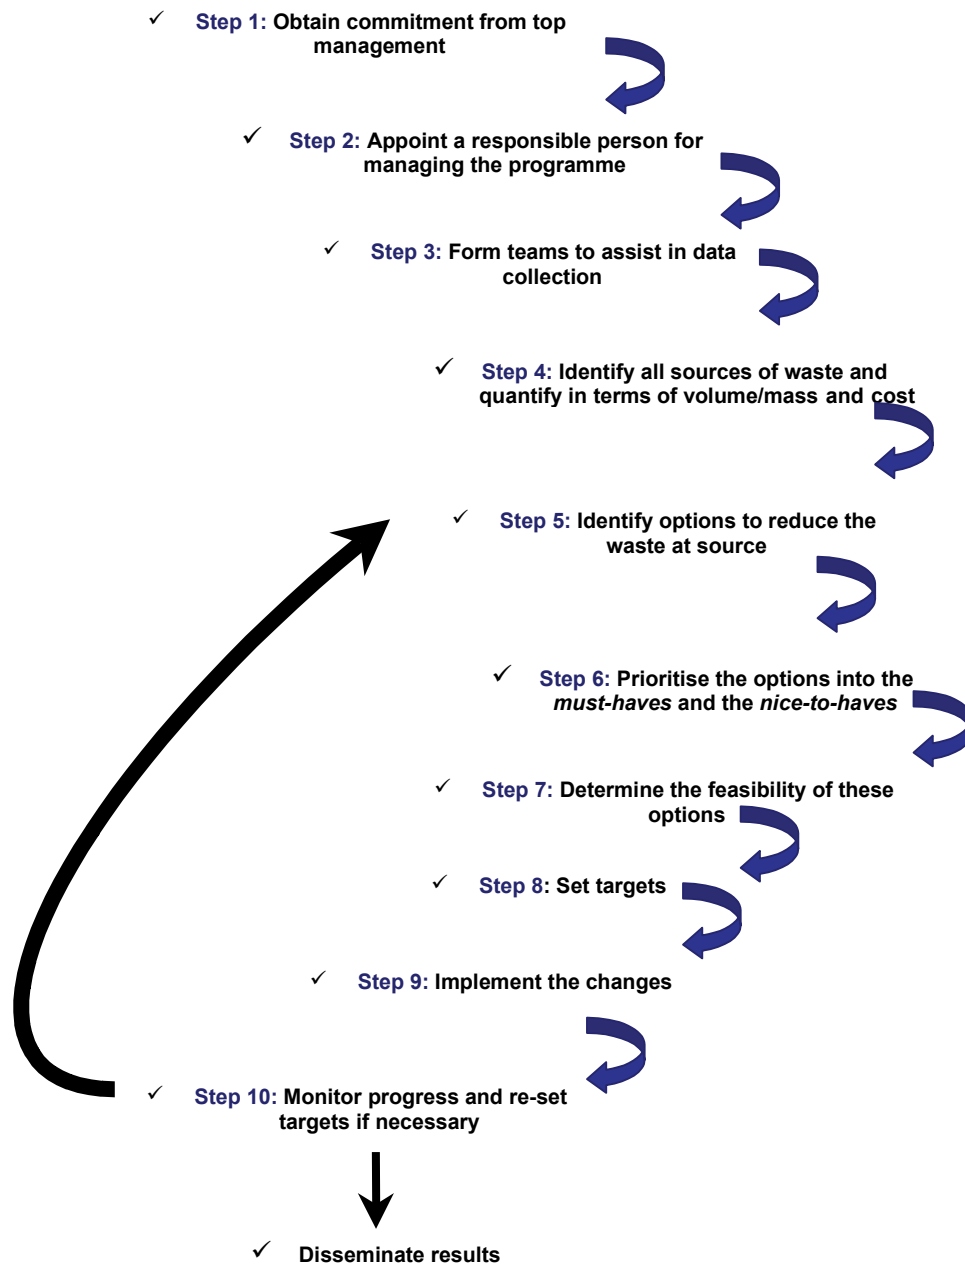 ✓ Step 1: Obtain commitment from top
management
✓ Step 2: Appoint a responsible person for
managing the programme
✓ Step 3: Form teams to assist in data
collection
✓ Step 4: Identify all sources of waste and
quantify in terms of volume/mass and cost
✓ Step 5: Identify options to reduce the
waste at source
✓ Step 6: Prioritise the options into the
must-haves and the nice-to-haves
✓ Step 7: Determine the feasibility of these
options
✓ Step 8: Set targets
✓ Step 9: Implement the changes
✓ Step 10: Monitor progress and re-set
targets if necessary
✓ Disseminate results